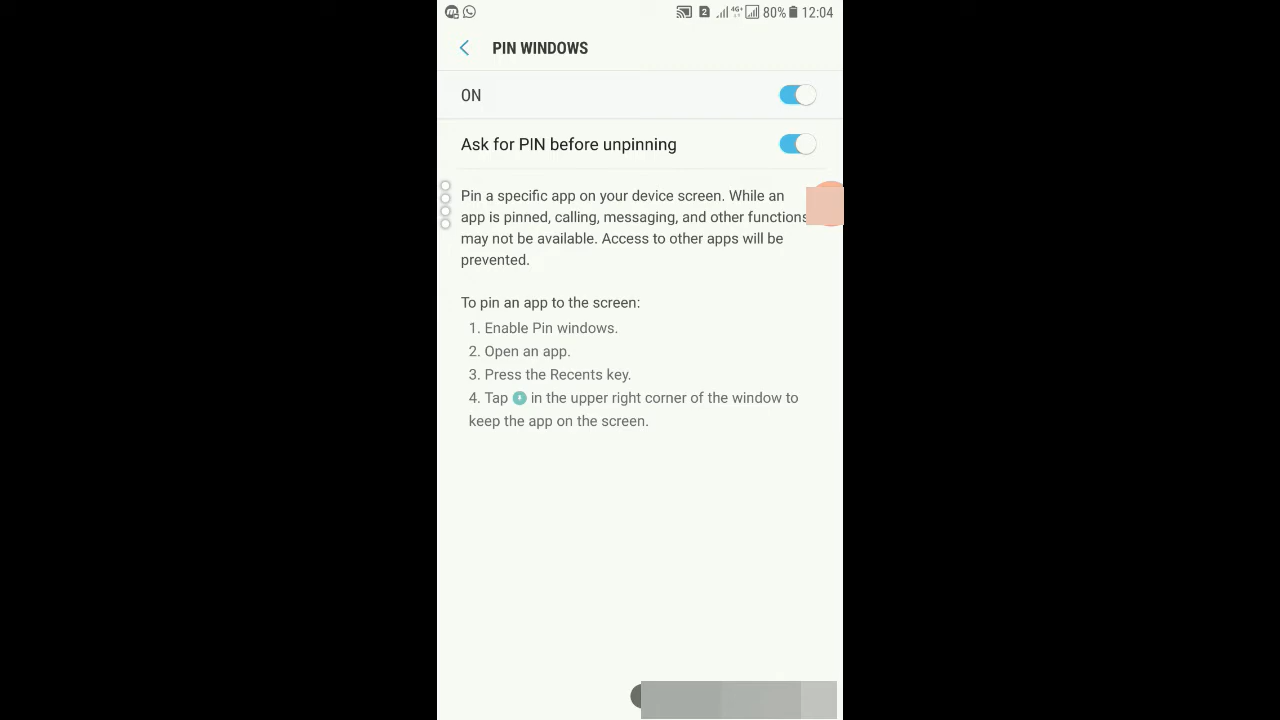 2 4G+ 80% 12:04
PIN WINDOWS
ON
Ask for PIN before unpinning
Pin a specific app on your device screen. While an
app is pinned, calling, messaging, and other functions
may not be available. Access to other apps will be
prevented.
To pin an app to the screen:
1. Enable Pin windows.
2. Open an app.
3. Press the Recents key.
4. Tap in the upper right corner of the window to
keep the app on the screen.